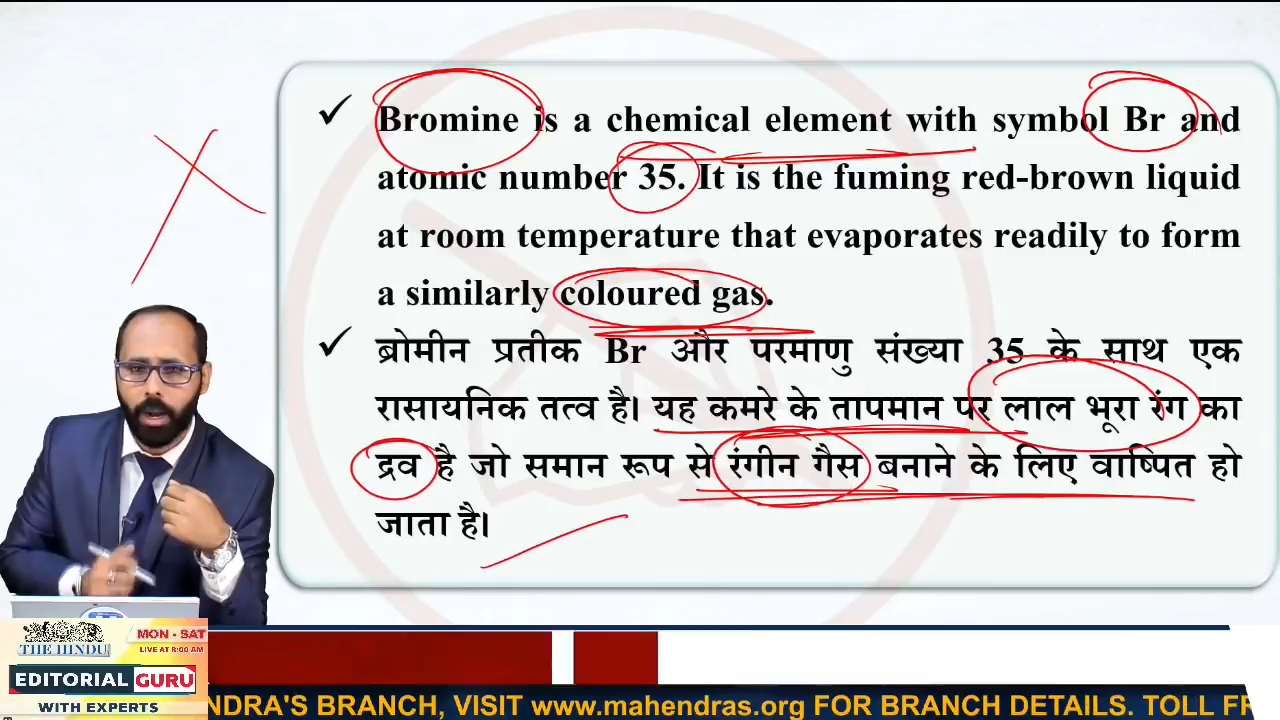 Bromine is a chemical element with symbol Br and
atomic number 35. It is the fuming red-brown liquid
at room temperature that evaporates readily to form
a similarly coloured gas.
ब्रोमीन प्रतीक Br और परमाणु संख्या 35 के साथ एक
रासायनिक तत्व है। यह कमरे के तापमान पर लाल भूरा रंग का
द्रव है जो समान रूप से रंगीन गैस बनाने के लिए वाष्पित हो
जाता है।
THE HINDU
MON - SAT
LIVE AT 8:00 AM
EDITORIAL GURU
WITH EXPERTS
NDRA'S BRANCH, VISIT www.mahendras.org FOR BRANCH DETAILS. TOLL FR